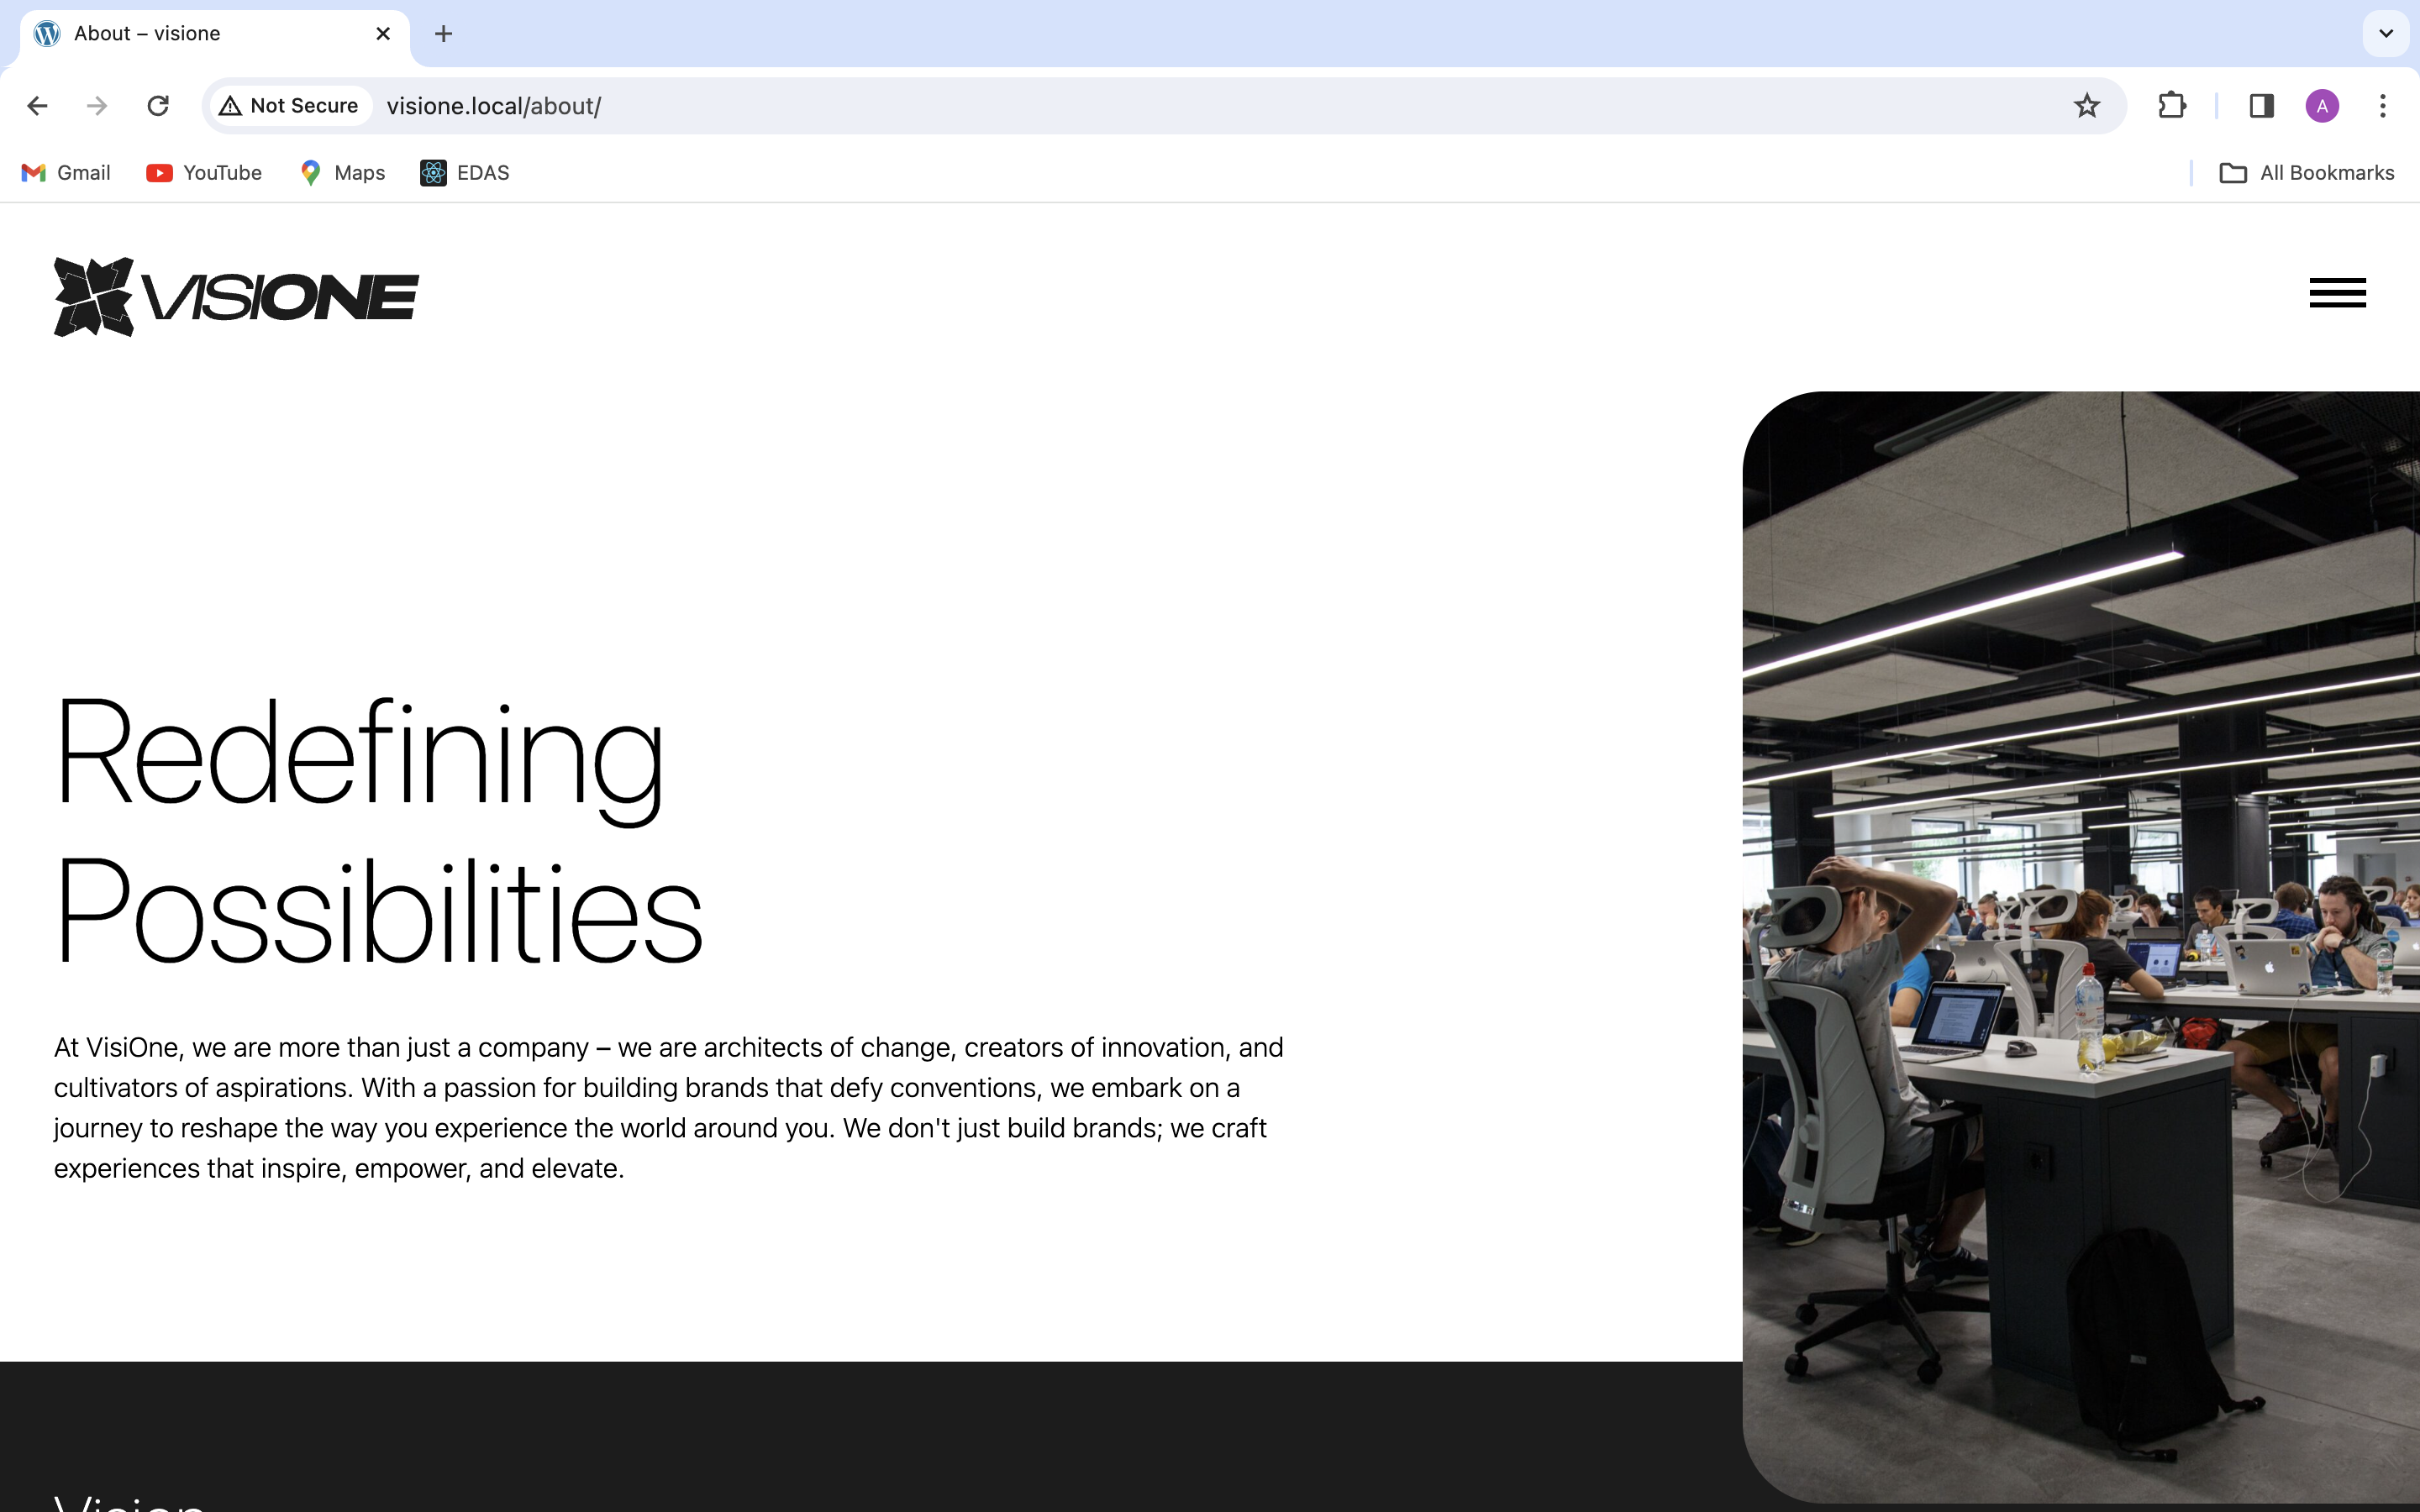 About – visione
Not Secure
visione.local/about/
A
Gmail
YouTube
Maps
EDAS
All Bookmarks
VISIONE
Redefining
Possibilities
At VisiOne, we are more than just a company – we are architects of change, creators of innovation, and
cultivators of aspirations. With a passion for building brands that defy conventions, we embark on a
journey to reshape the way you experience the world around you. We don't just build brands; we craft
experiences that inspire, empower, and elevate.
Vision